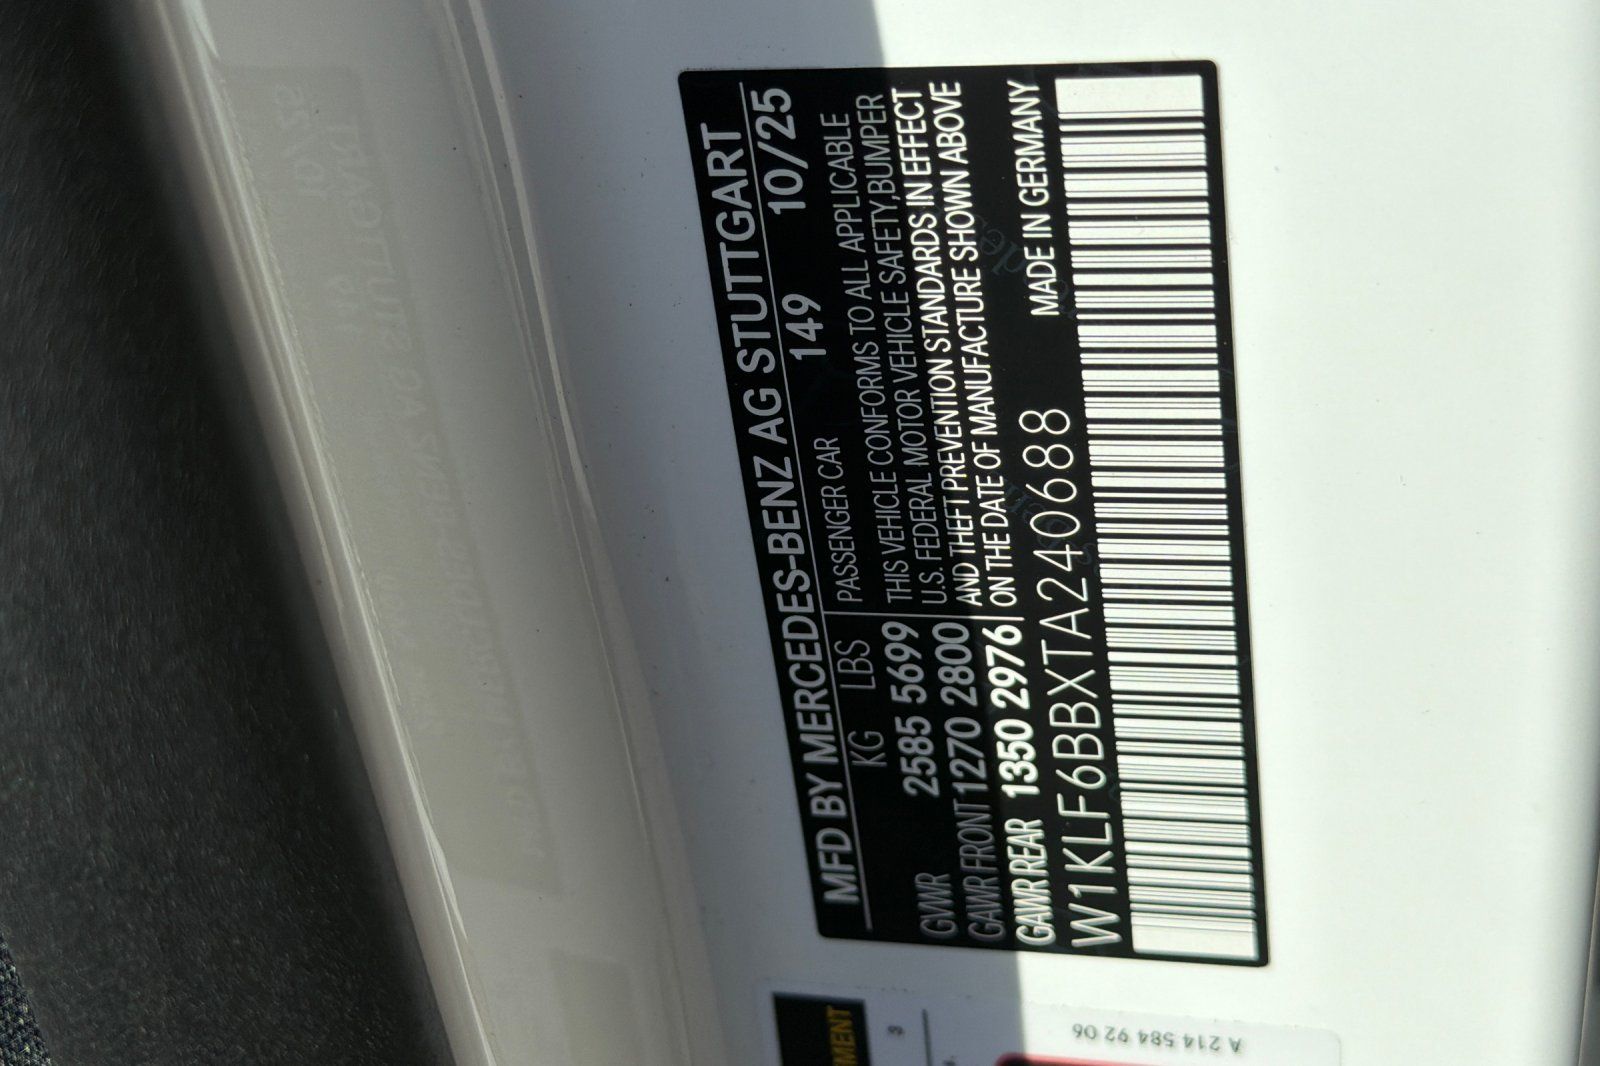 MFD BY MERCEDES-BENZ AG STUTTGART
KG LBS 149 10/25
PASSENGER CAR
GVWR 2585 5699 THIS VEHICLE CONFORMS TO ALL APPLICABLE
GAWR FRONT 1270 2800 U.S. FEDERAL MOTOR VEHICLE SAFETY,BUMPER
GAWR REAR 1350 2976 AND THEFT PREVENTION STANDARDS IN EFFECT
ON THE DATE OF MANUFACTURE SHOWN ABOVE
W1KLF6BBXTA240688 MADE IN GERMANY
MENT
A 214 584 92 06